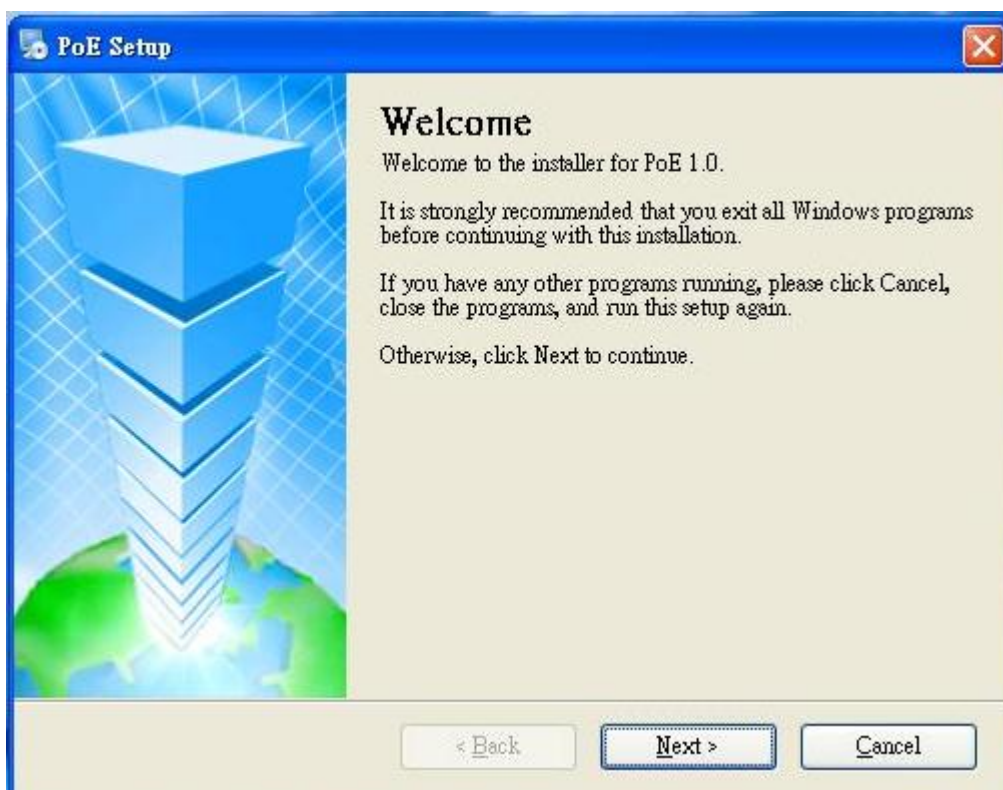 PoE Setup
Welcome
Welcome to the installer for PoE 1.0.
It is strongly recommended that you exit all Windows programs
before continuing with this installation.
If you have any other programs running, please click Cancel,
close the programs, and run this setup again.
Otherwise, click Next to continue.
< Back
Next >
Cancel